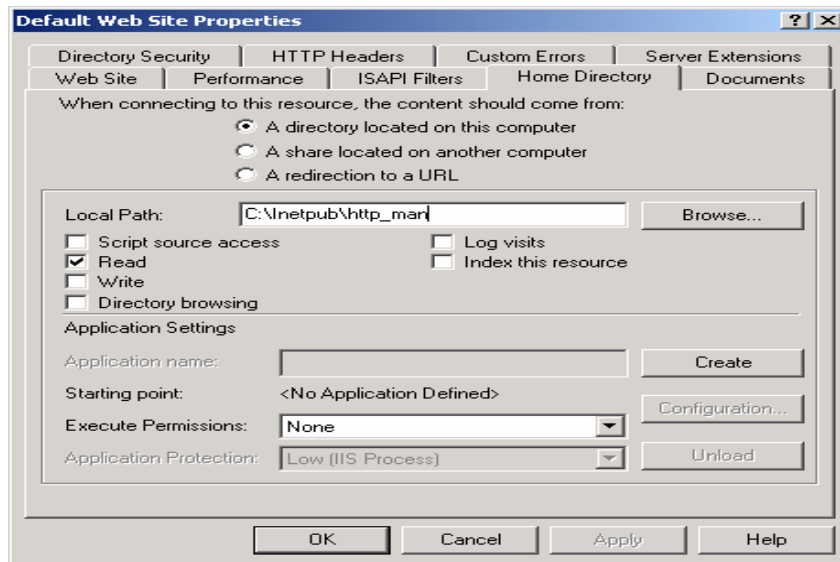 Default Web Site Properties
Directory Security HTTP Headers Custom Errors Server Extensions
Web Site Performance ISAPI Filters Home Directory Documents
When connecting to this resource, the content should come from:
A directory located on this computer
A share located on another computer
A redirection to a URL
Local Path: C:\Inetpub\http_man Browse...
Script source access Log visits
Read Index this resource
Write
Directory browsing
Application Settings
Application name: Create
Starting point: <No Application Defined>
Configuration...
Execute Permissions: None
Application Protection: Low (IIS Process) Unload
OK Cancel Apply Help